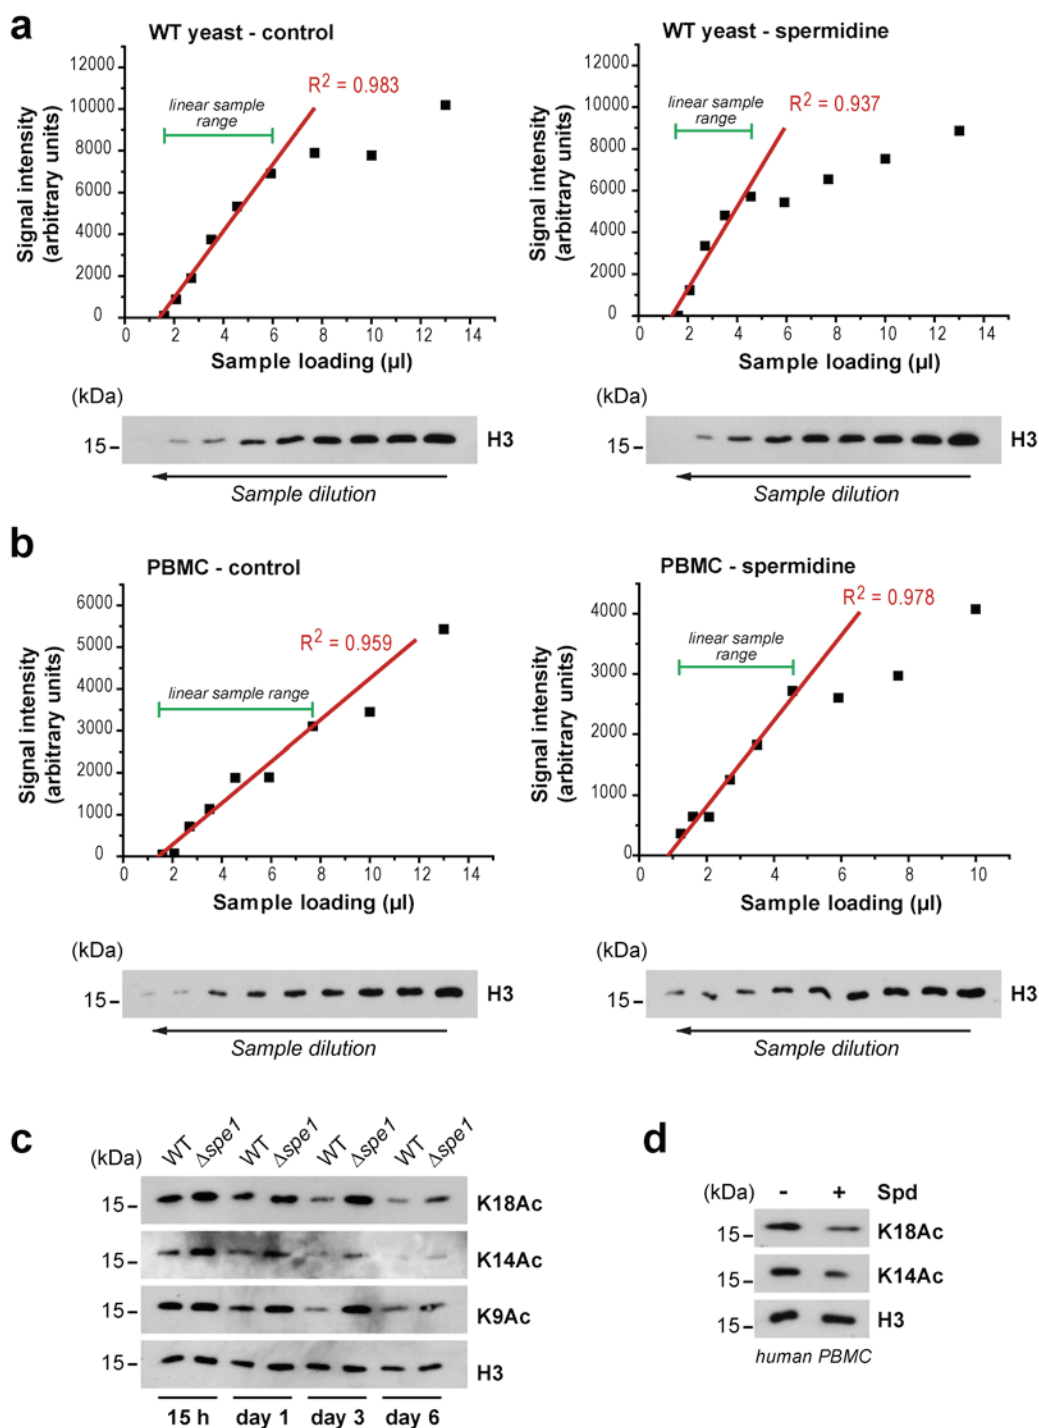 a
WT yeast - control
WT yeast - spermidine
12000
10000
8000
6000
4000
2000
0
Signal intensity
(arbitrary units)
linear sample
range
R² = 0.983
0 2 4 6 8 10 12 14
Sample loading (µl)
12000
10000
8000
6000
4000
2000
0
Signal intensity
(arbitrary units)
linear sample
range
R² = 0.937
0 2 4 6 8 10 12 14
Sample loading (µl)
(kDa)
15
H3
Sample dilution
(kDa)
15
H3
Sample dilution
b
PBMC - control
PBMC - spermidine
6000
5000
4000
3000
2000
1000
0
Signal intensity
(arbitrary units)
linear sample range
R² = 0.959
0 2 4 6 8 10 12 14
Sample loading (µl)
4000
3000
2000
1000
0
Signal intensity
(arbitrary units)
linear sample
range
R² = 0.978
0 2 4 6 8 10
Sample loading (µl)
(kDa)
15
H3
Sample dilution
(kDa)
15
H3
Sample dilution
c
(kDa) WT Δspe1 WT Δspe1 WT Δspe1 WT Δspe1
15 K18Ac
15 K14Ac
15 K9Ac
15 H3
15 h day 1 day 3 day 6
d
(kDa) - + Spd
15 K18Ac
15 K14Ac
15 H3
human PBMC